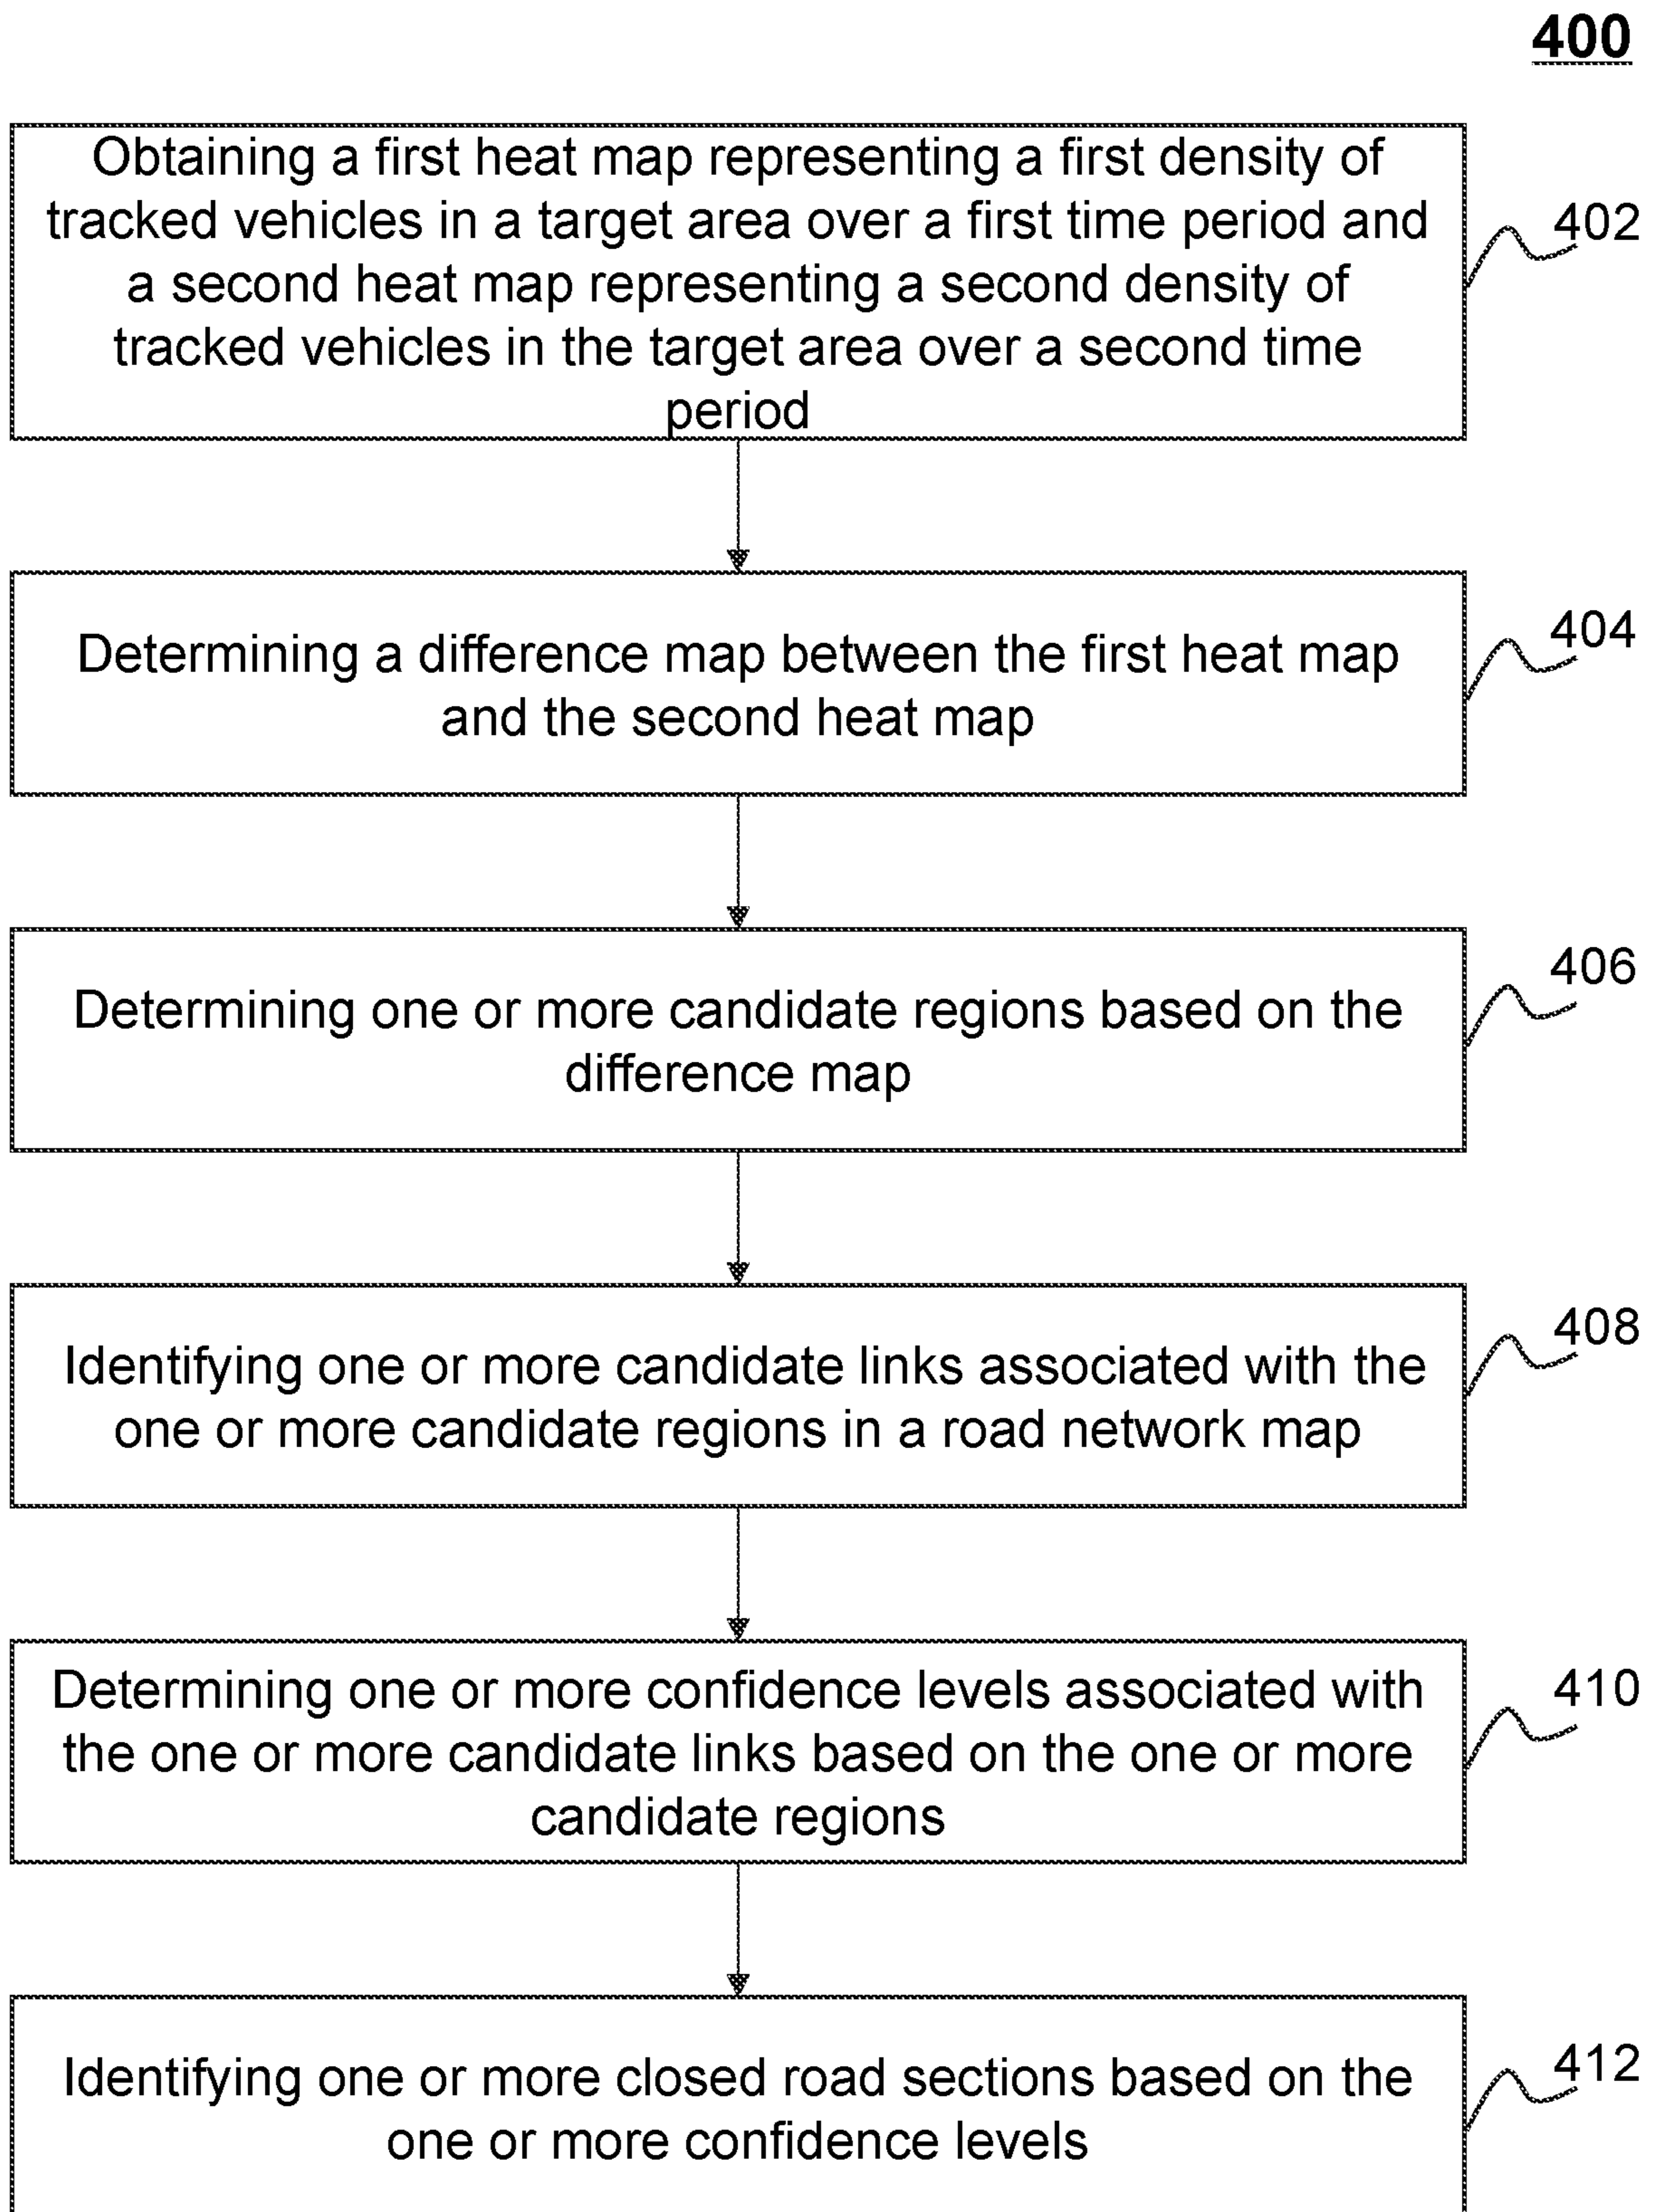 400
Obtaining a first heat map representing a first density of
tracked vehicles in a target area over a first time period and
a second heat map representing a second density of
tracked vehicles in the target area over a second time
period
402
Determining a difference map between the first heat map
and the second heat map
404
Determining one or more candidate regions based on the
difference map
406
Identifying one or more candidate links associated with the
one or more candidate regions in a road network map
408
Determining one or more confidence levels associated with
the one or more candidate links based on the one or more
candidate regions
410
Identifying one or more closed road sections based on the
one or more confidence levels
412